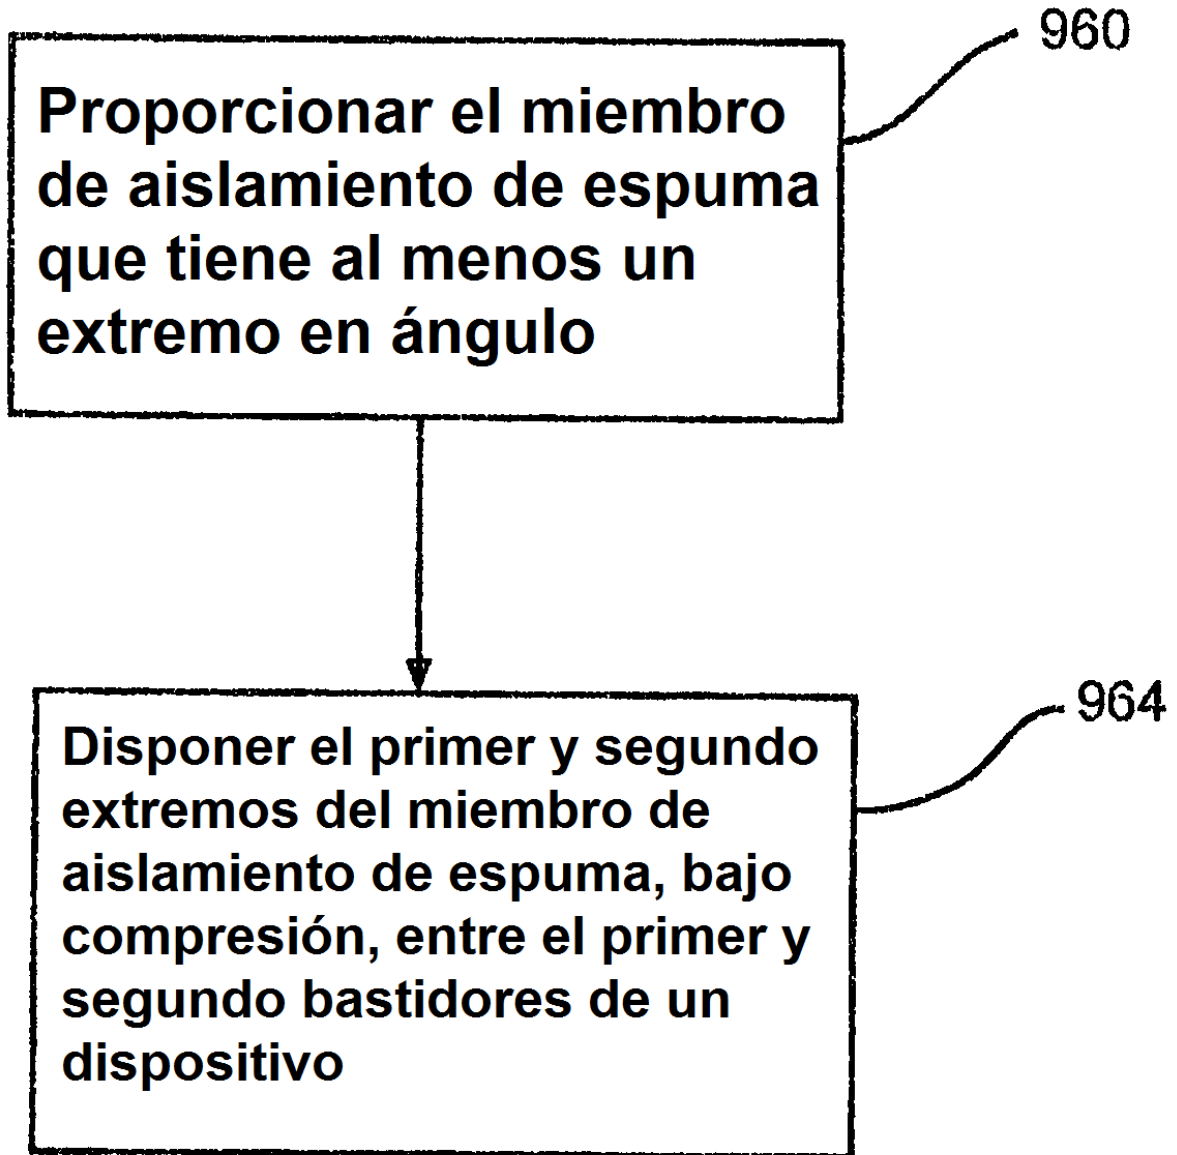 960
Proporcionar el miembro
de aislamiento de espuma
que tiene al menos un
extremo en ángulo
964
Disponer el primer y segundo
extremos del miembro de
aislamiento de espuma, bajo
compresión, entre el primer y
segundo bastidores de un
dispositivo